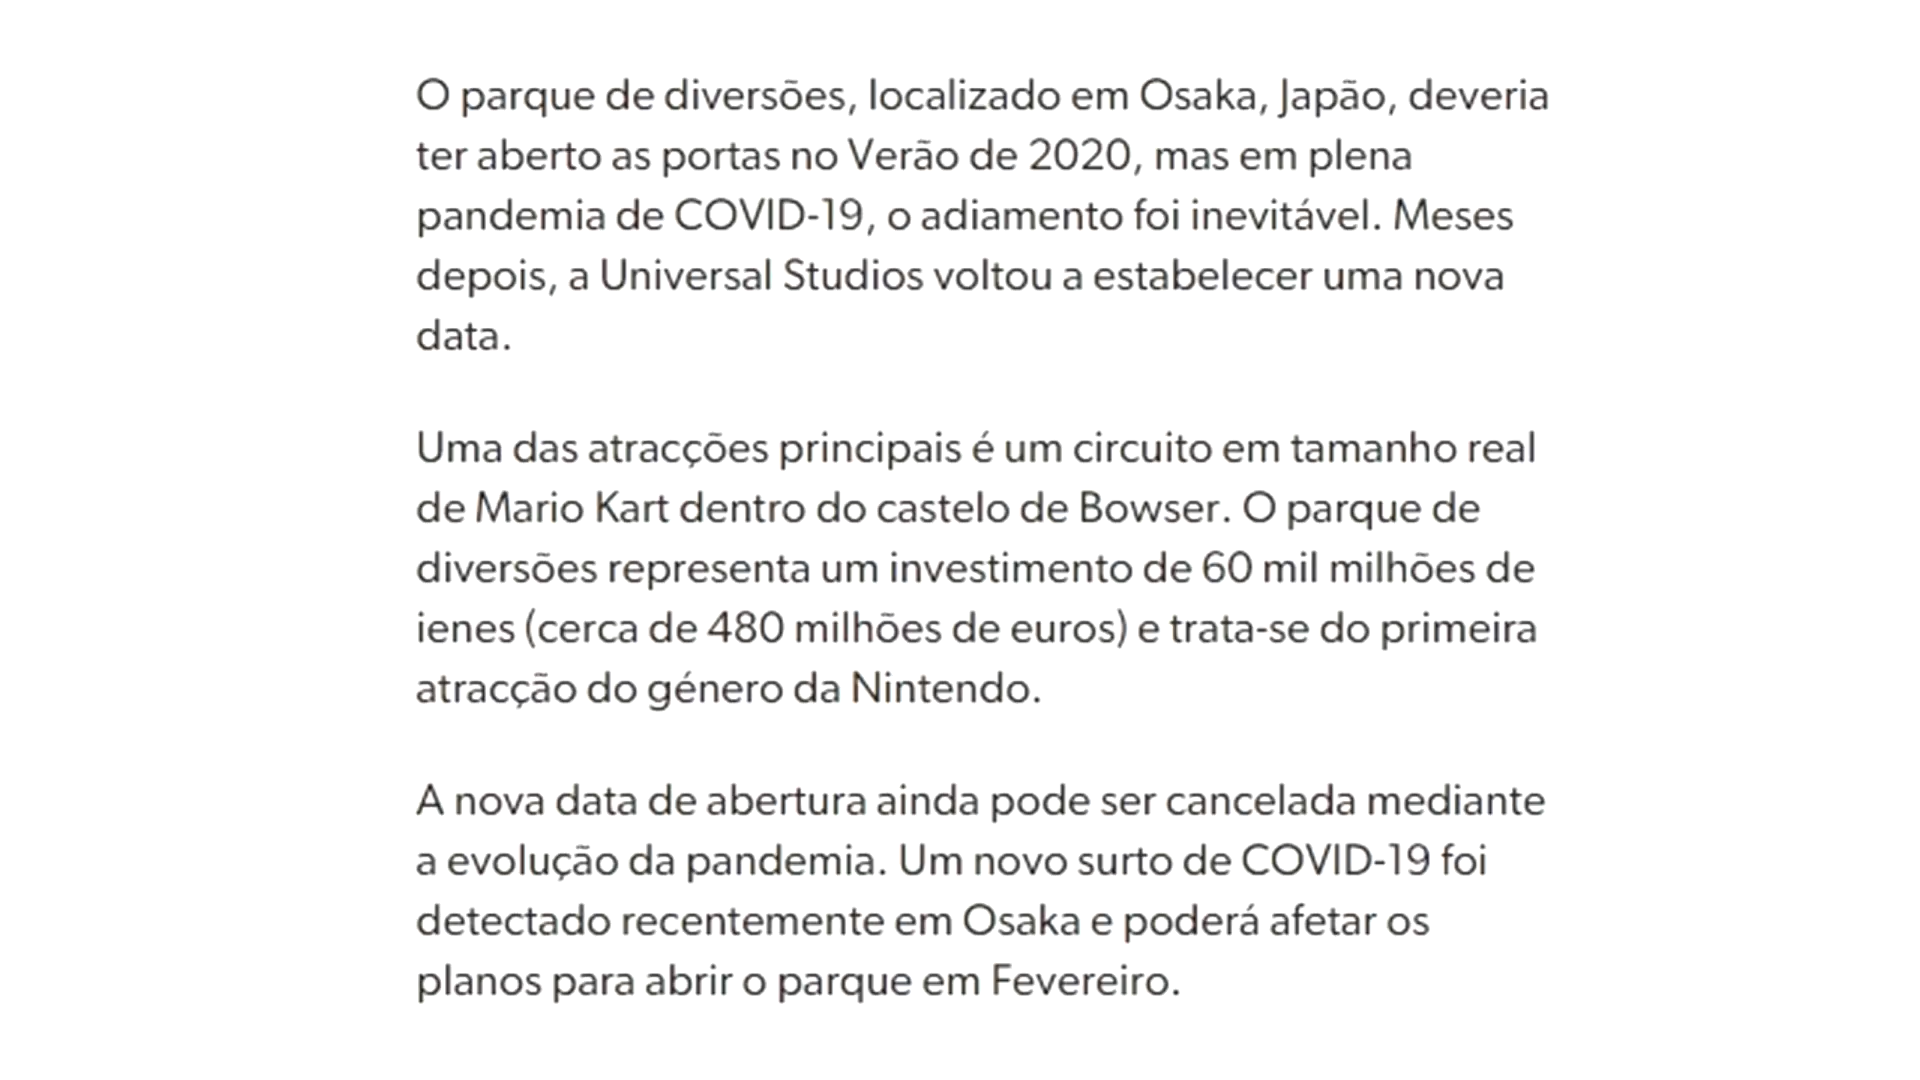 O parque de diversões, localizado em Osaka, Japão, deveria
ter aberto as portas no Verão de 2020, mas em plena
pandemia de COVID-19, o adiamento foi inevitável. Meses
depois, a Universal Studios voltou a estabelecer uma nova
data.
Uma das atracções principais é um circuito em tamanho real
de Mario Kart dentro do castelo de Bowser. O parque de
diversões representa um investimento de 60 mil milhões de
ienes (cerca de 480 milhões de euros) e trata-se do primeira
atracção do género da Nintendo.
A nova data de abertura ainda pode ser cancelada mediante
a evolução da pandemia. Um novo surto de COVID-19 foi
detectado recentemente em Osaka e poderá afetar os
planos para abrir o parque em Fevereiro.